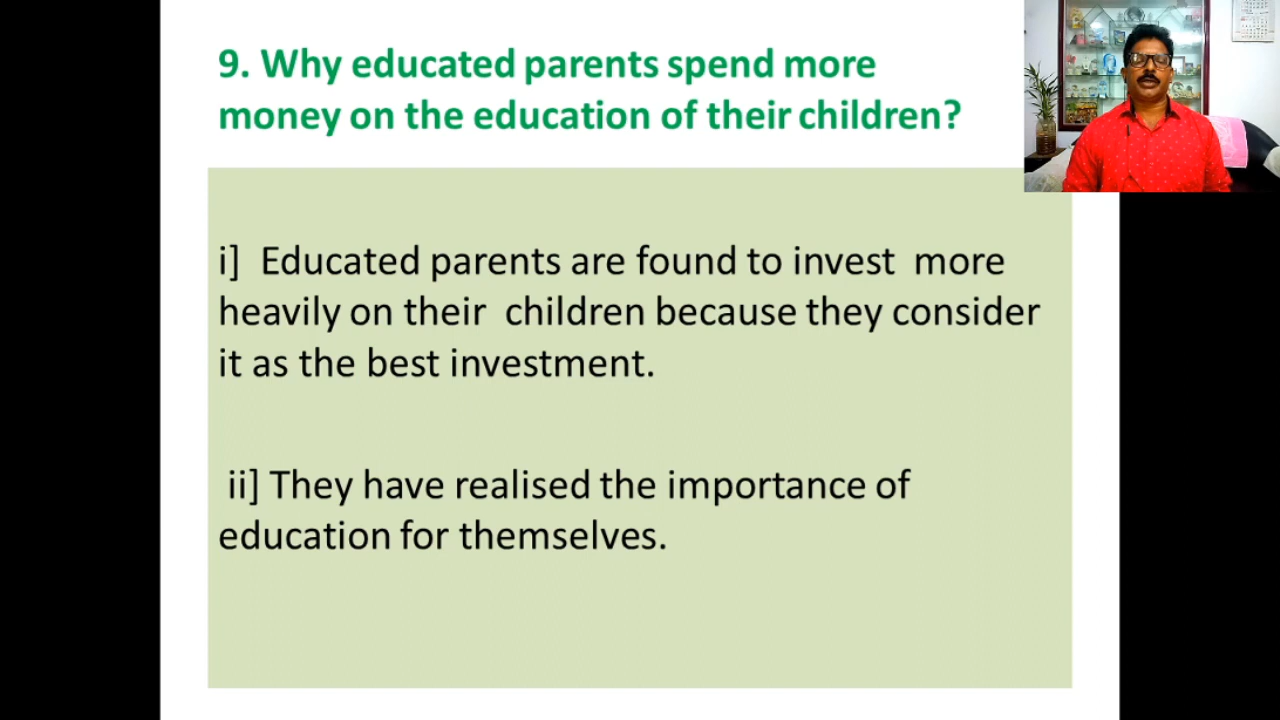 9. Why educated parents spend more
money on the education of their children?
i]  Educated parents are found to invest  more
heavily on their  children because they consider
it as the best investment.
ii] They have realised the importance of
education for themselves.